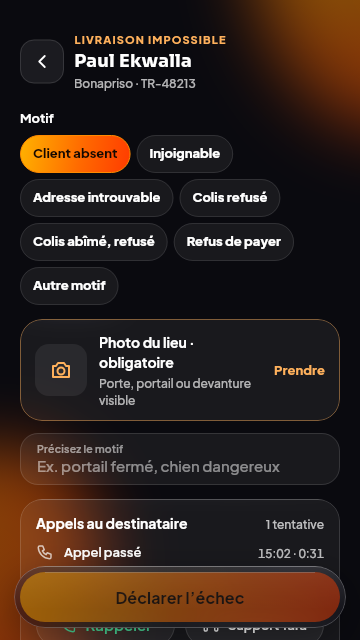 LIVRAISON IMPOSSIBLE
Paul Ekwalla
Bonapriso · TR-48213
Motif
Client absent
Injoignable
Adresse introuvable
Colis refusé
Colis abîmé, refusé
Refus de payer
Autre motif
Photo du lieu ·
obligatoire
Porte, portail ou devanture
visible
Prendre
Précisez le motif
Ex. portail fermé, chien dangereux
Appels au destinataire
1 tentative
Appel passé
15:02 · 0:31
Déclarer l’échec
Rappeler